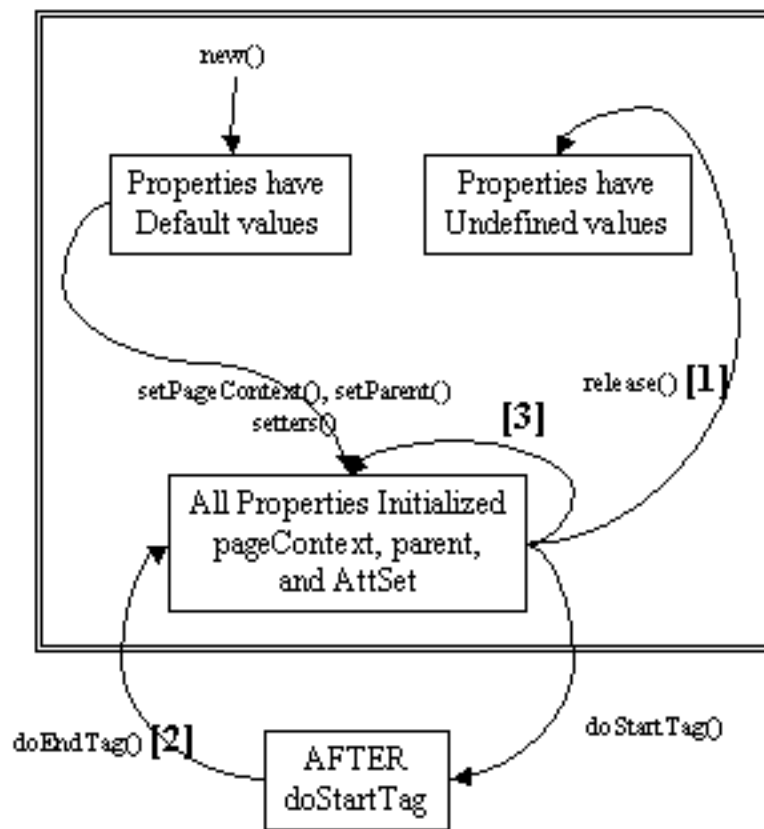 new()
Properties have
Default values
Properties have
Undefined values
setPageContext(), setParent()
setters()
release() [1]
[3]
All Properties Initialized
pageContext, parent,
and AttSet
doEndTag() [2]
doStartTag()
AFTER
doStartTag